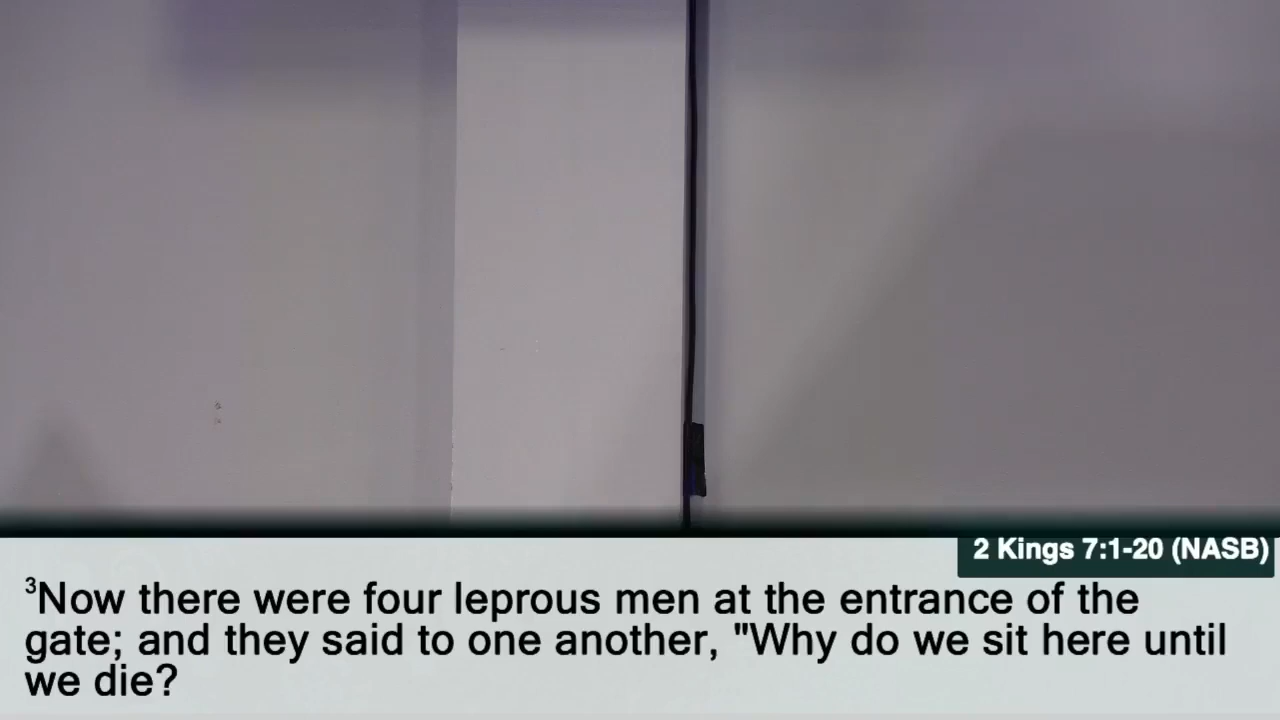 2 Kings 7:1-20 (NASB)
³Now there were four leprous men at the entrance of the
gate; and they said to one another, "Why do we sit here until
we die?